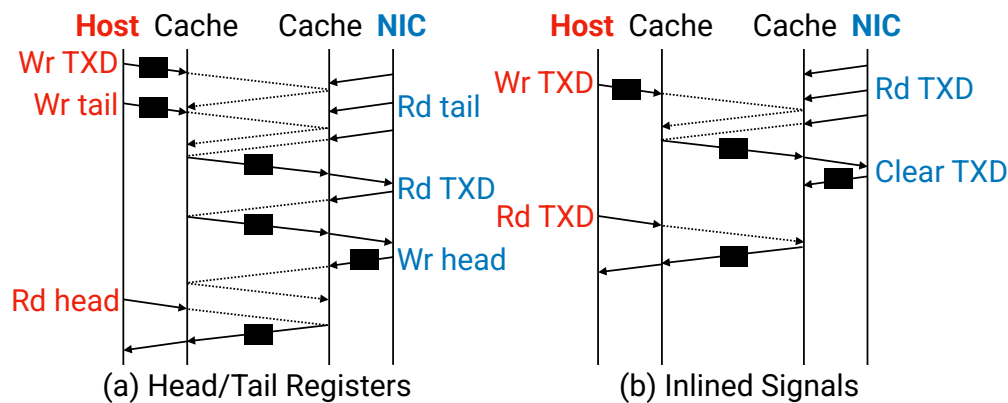 Host Cache Cache NIC
Wr TXD
Wr tail
Rd tail
Rd TXD
Wr head
Rd head
(a) Head/Tail Registers
Host Cache Cache NIC
Wr TXD
Rd TXD
Clear TXD
Rd TXD
(b) Inlined Signals